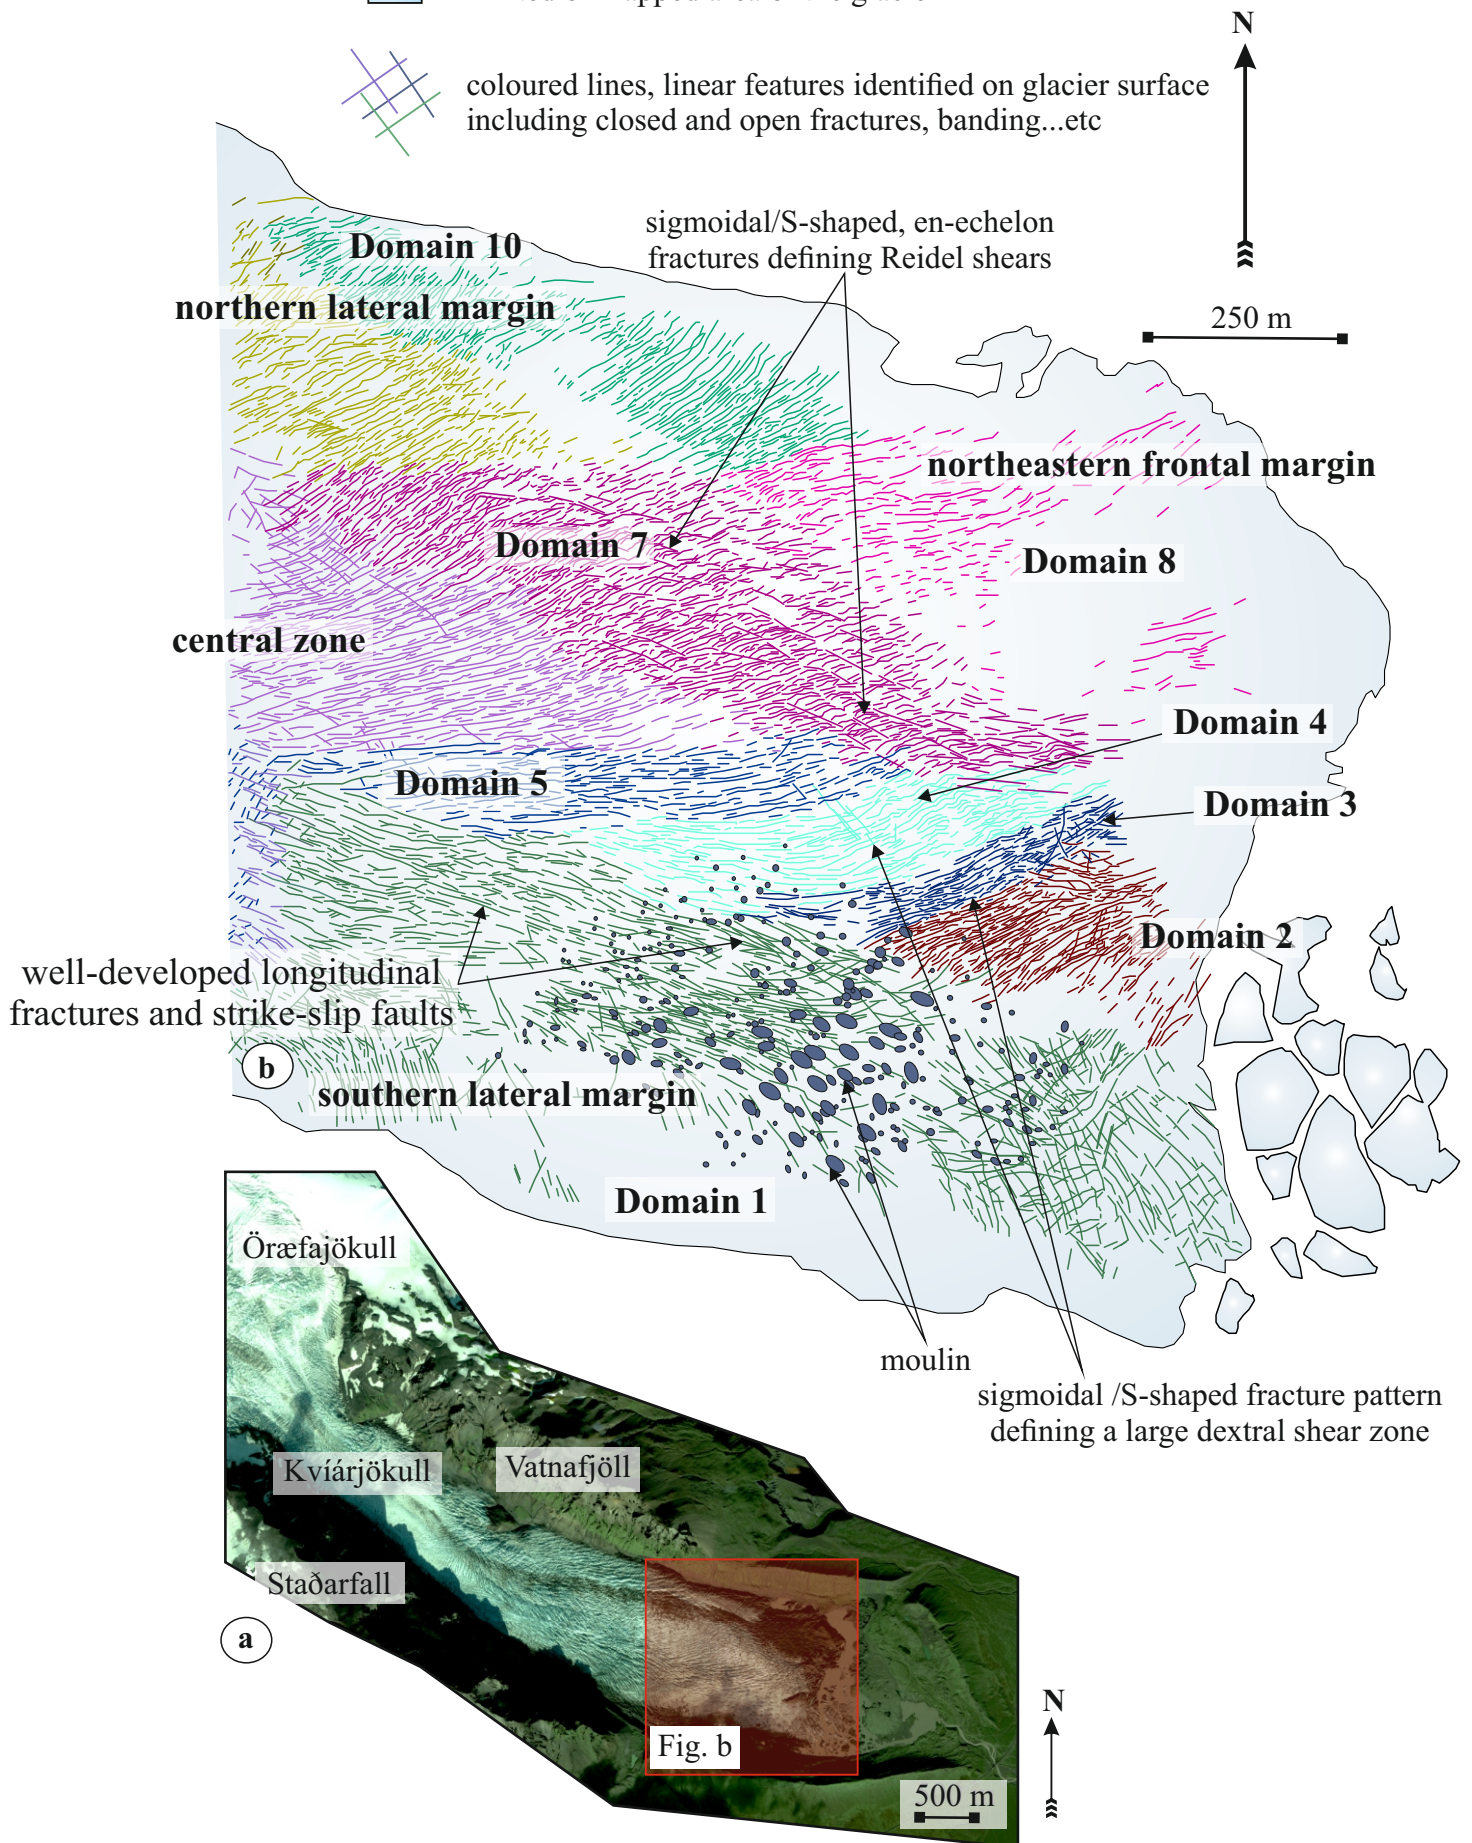 coloured lines, linear features identified on glacier surface
including closed and open fractures, banding...etc
N
250 m
sigmoidal/S-shaped, en-echelon
fractures defining Reidel shears
Domain 10
northern lateral margin
northeastern frontal margin
Domain 7
Domain 8
central zone
Domain 4
Domain 5
Domain 3
Domain 2
well-developed longitudinal
fractures and strike-slip faults
b
southern lateral margin
Domain 1
moulin
sigmoidal /S-shaped fracture pattern
defining a large dextral shear zone
Öræfajökull
Kvíárjökull
Vatnafjöll
Staðarfall
a
Fig. b
N
500 m